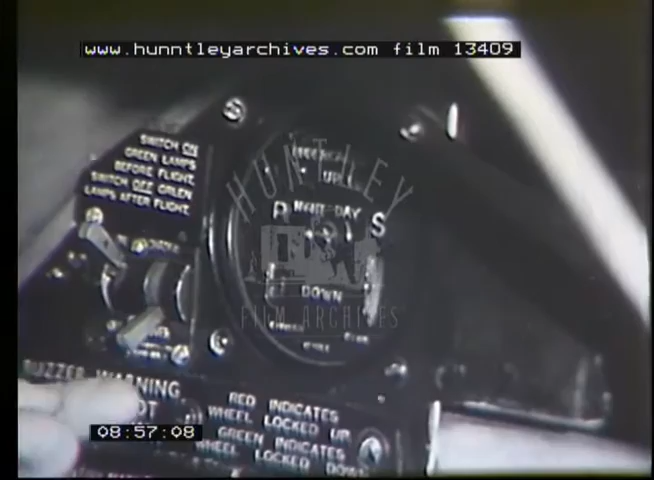 www.hunntleyarchives.com film 13409
SWITCH ON
GREEN LAMPS
BEFORE FLIGHT.
SWITCH OFF GREEN
LAMPS AFTER FLIGHT.
UP
NIGHT DAY
P S
DOWN
HUNTLEY
FILM ARCHIVES
BUZZER WARNING
RED INDICATES
WHEEL LOCKED UP
GREEN INDICATES
WHEEL LOCKED DOWN
08:57:08